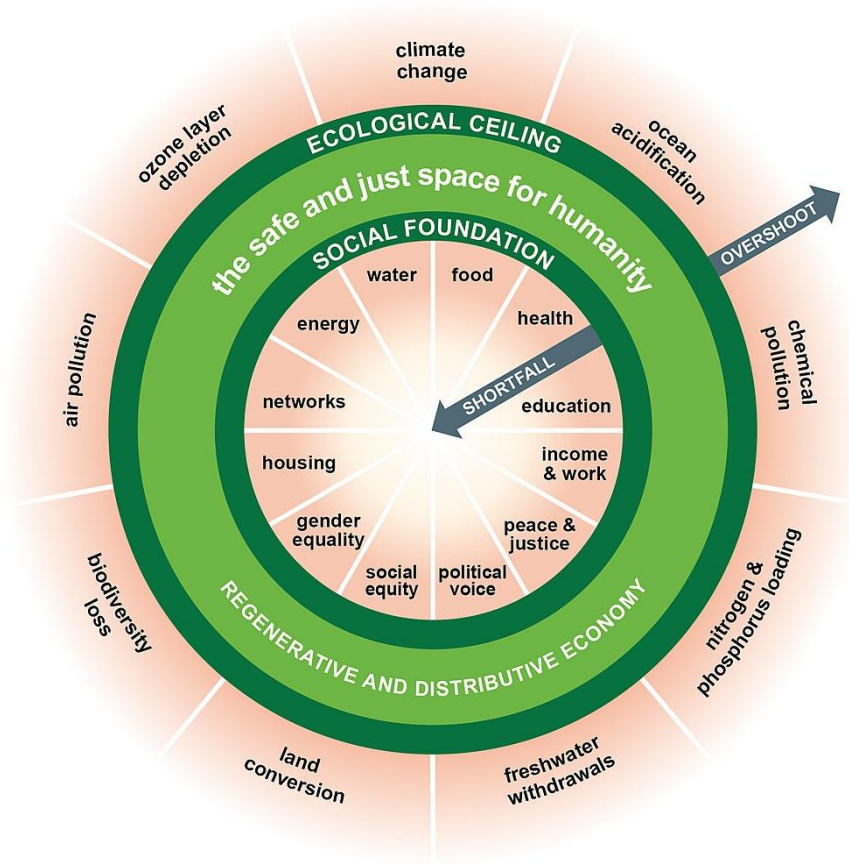 climate
change
ocean
acidification
chemical
pollution
nitrogen &
phosphorus loading
freshwater
withdrawals
land
conversion
biodiversity
loss
air pollution
ozone layer
depletion
ECOLOGICAL CEILING
the safe and just space for humanity
SOCIAL FOUNDATION
OVERSHOOT
SHORTFALL
water
food
health
education
income
& work
peace &
justice
political
voice
social
equity
gender
equality
housing
networks
energy
REGENERATIVE AND DISTRIBUTIVE ECONOMY